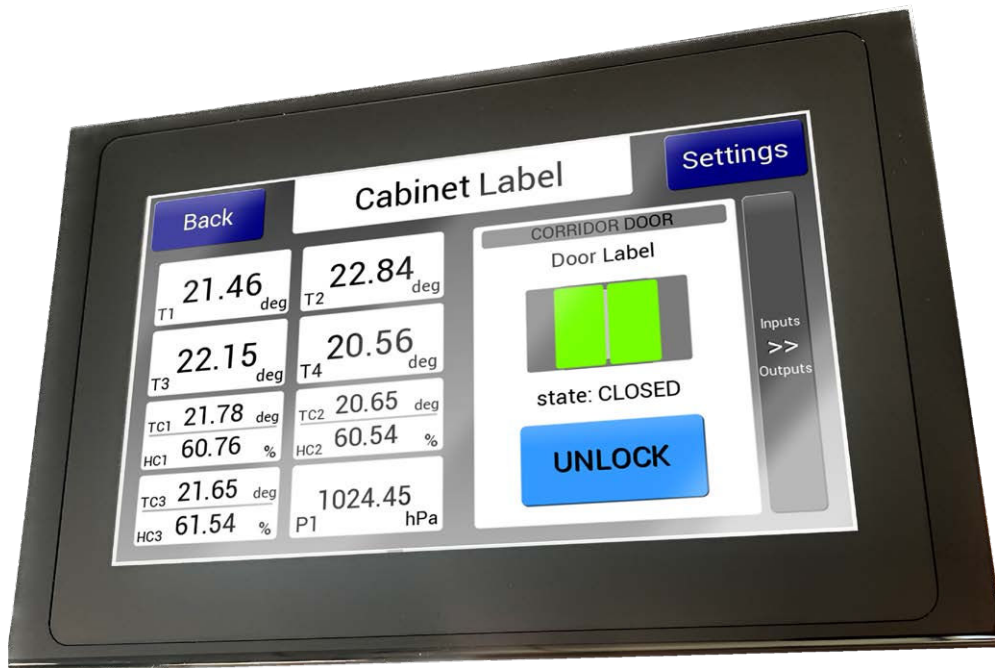 Back
Cabinet Label
Settings
21.46
T1 deg
22.84
T2 deg
22.15
T3 deg
20.56
T4 deg
TC1 21.78 deg
HC1 60.76 %
TC2 20.65 deg
HC2 60.54 %
TC3 21.65 deg
HC3 61.54 %
1024.45
P1 hPa
CORRIDOR DOOR
Door Label
state: CLOSED
UNLOCK
Inputs
>>
Outputs